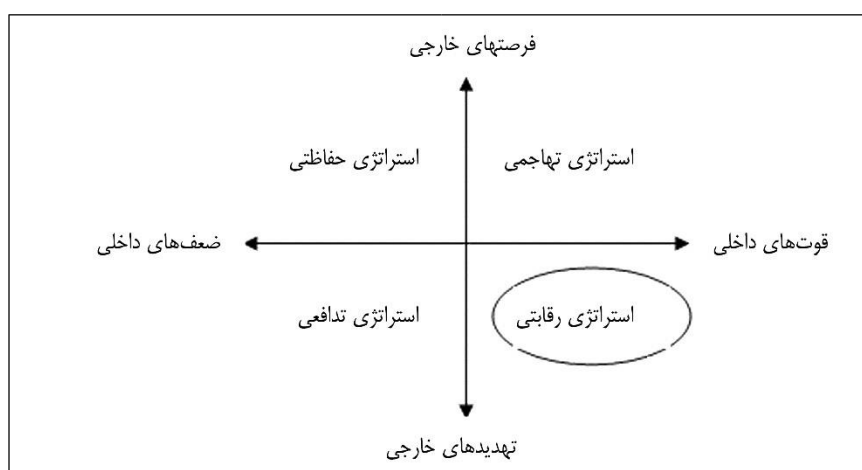 فرصتهای خارجی
استراتژی تهاجمی
استراتژی حفاظتی
قوت‌های داخلی
ضعف‌های داخلی
استراتژی رقابتی
استراتژی تدافعی
تهدیدهای خارجی